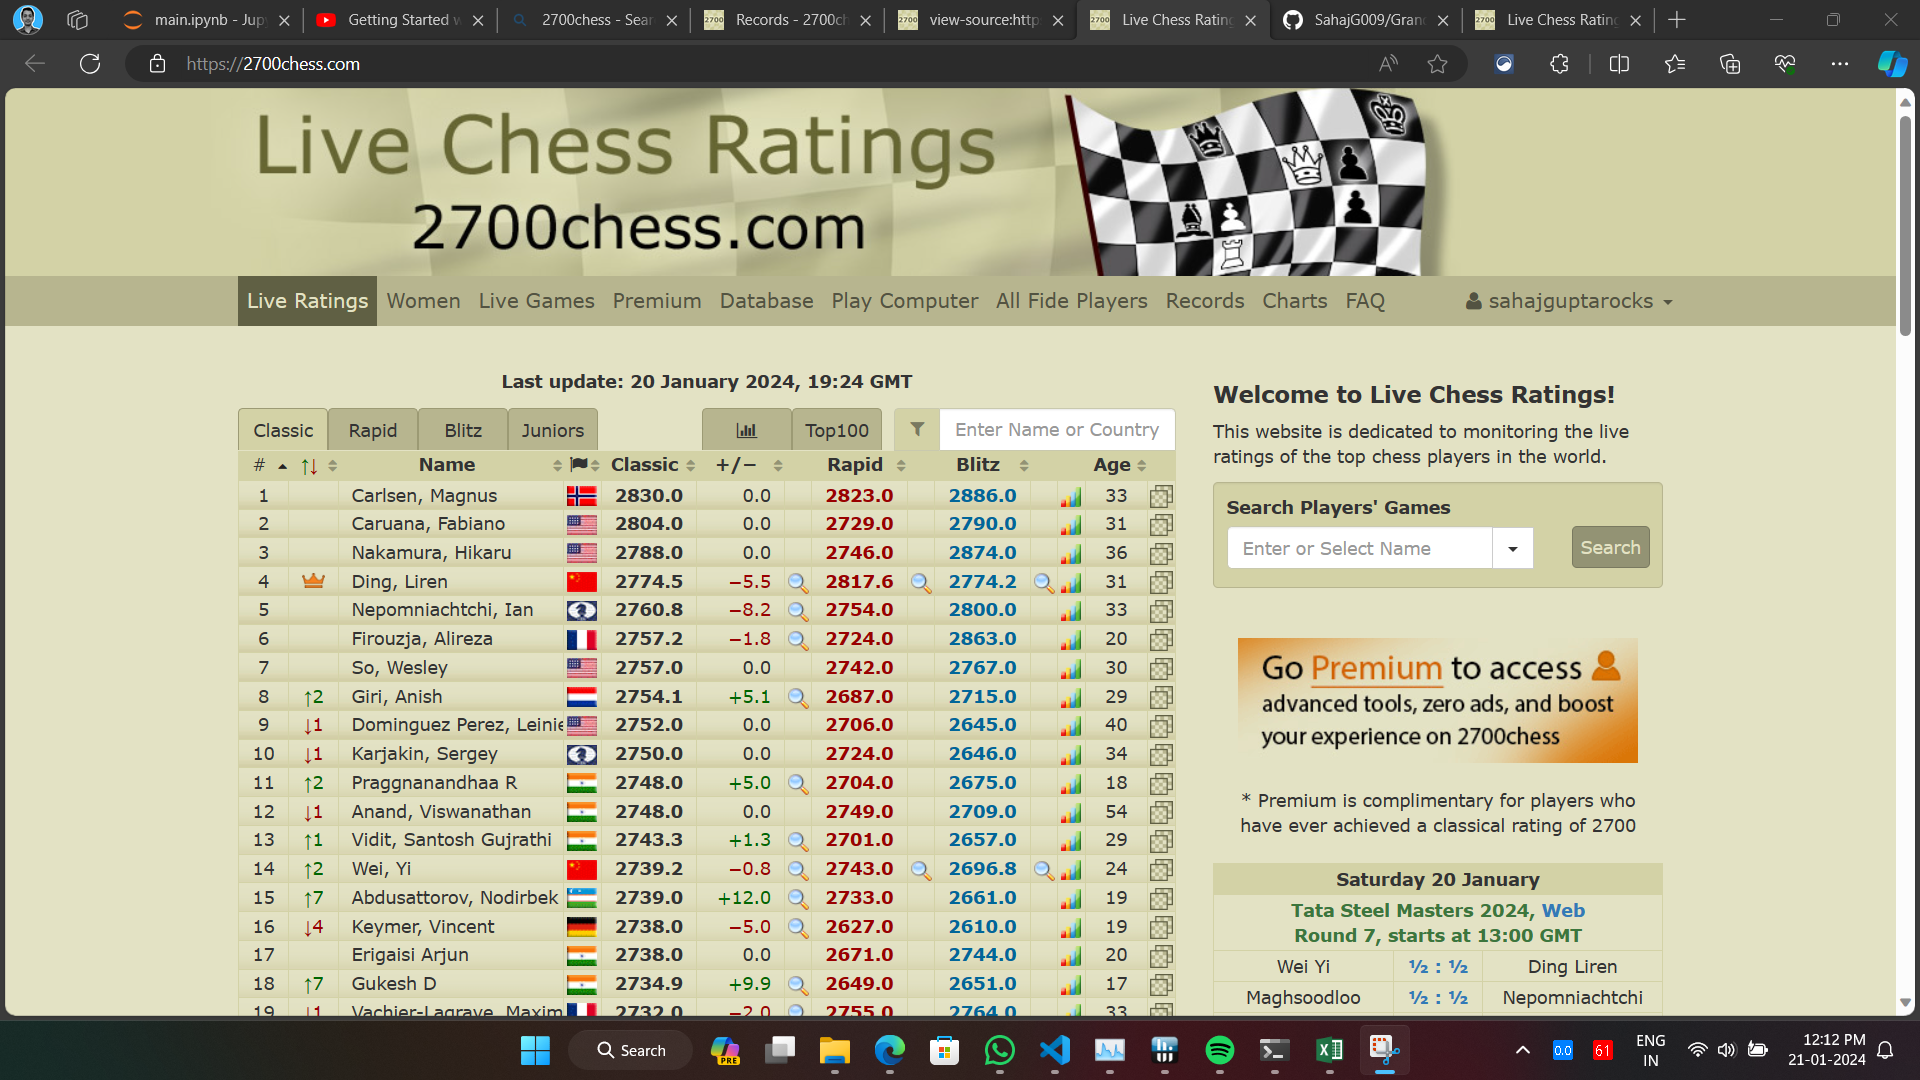 main.ipynb - Jup
Getting Started w
2700chess - Sear
Records - 2700ch
view-source:http
Live Chess Rating
SahajG009/Gran
Live Chess Rating
https://2700chess.com
Live Chess Ratings
2700chess.com
Live Ratings Women Live Games Premium Database Play Computer All Fide Players Records Charts FAQ sahajguptarocks
Last update: 20 January 2024, 19:24 GMT
Classic Rapid Blitz Juniors Top100 Enter Name or Country
# ↑↓ Name Classic +/− Rapid Blitz Age
1 Carlsen, Magnus 2830.0 0.0 2823.0 2886.0 33
2 Caruana, Fabiano 2804.0 0.0 2729.0 2790.0 31
3 Nakamura, Hikaru 2788.0 0.0 2746.0 2874.0 36
4 Ding, Liren 2774.5 −5.5 2817.6 2774.2 31
5 Nepomniachtchi, Ian 2760.8 −8.2 2754.0 2800.0 33
6 Firouzja, Alireza 2757.2 −1.8 2724.0 2863.0 20
7 So, Wesley 2757.0 0.0 2742.0 2767.0 30
8 ↑2 Giri, Anish 2754.1 +5.1 2687.0 2715.0 29
9 ↓1 Dominguez Perez, Leinie 2752.0 0.0 2706.0 2645.0 40
10 ↓1 Karjakin, Sergey 2750.0 0.0 2724.0 2646.0 34
11 ↑2 Praggnanandhaa R 2748.0 +5.0 2704.0 2675.0 18
12 ↓1 Anand, Viswanathan 2748.0 0.0 2749.0 2709.0 54
13 ↑1 Vidit, Santosh Gujrathi 2743.3 +1.3 2701.0 2657.0 29
14 ↑2 Wei, Yi 2739.2 −0.8 2743.0 2696.8 24
15 ↑7 Abdusattorov, Nodirbek 2739.0 +12.0 2733.0 2661.0 19
16 ↓4 Keymer, Vincent 2738.0 −5.0 2627.0 2610.0 19
17 Erigaisi Arjun 2738.0 0.0 2671.0 2744.0 20
18 ↑7 Gukesh D 2734.9 +9.9 2649.0 2651.0 17
19 ↓1 Vachier-Lagrave, Maxim 2732.0 −2.0 2755.0 2764.0 33
Welcome to Live Chess Ratings!
This website is dedicated to monitoring the live
ratings of the top chess players in the world.
Search Players' Games
Enter or Select Name Search
Go Premium to access
advanced tools, zero ads, and boost
your experience on 2700chess
* Premium is complimentary for players who
have ever achieved a classical rating of 2700
Saturday 20 January
Tata Steel Masters 2024, Web
Round 7, starts at 13:00 GMT
Wei Yi ½ : ½ Ding Liren
Maghsoodloo ½ : ½ Nepomniachtchi
Search
PRE
0.0
61
ENG
IN
12:12 PM
21-01-2024